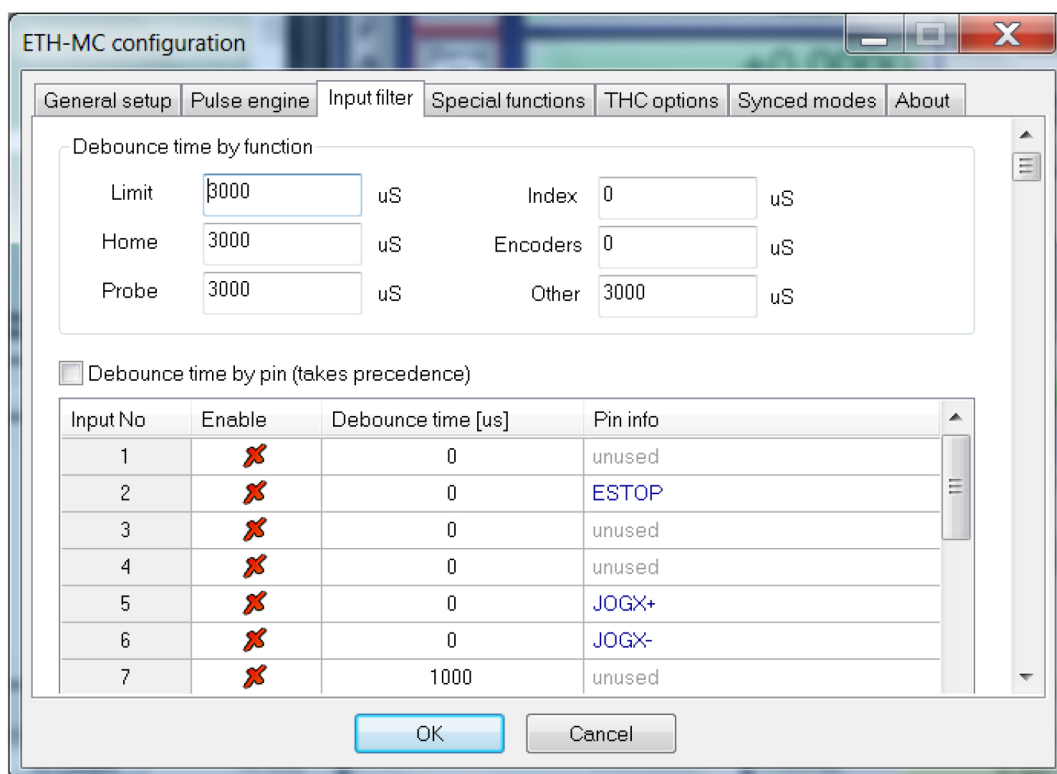 ETH-MC configuration
General setup Pulse engine Input filter Special functions THC options Synced modes About
Debounce time by function
Limit 3000 uS Index 0 uS
Home 3000 uS Encoders 0 uS
Probe 3000 uS Other 3000 uS
Debounce time by pin (takes precedence)
Input No Enable Debounce time [us] Pin info
1 0 unused
2 0 ESTOP
3 0 unused
4 0 unused
5 0 JOGX+
6 0 JOGX-
7 1000 unused
OK Cancel